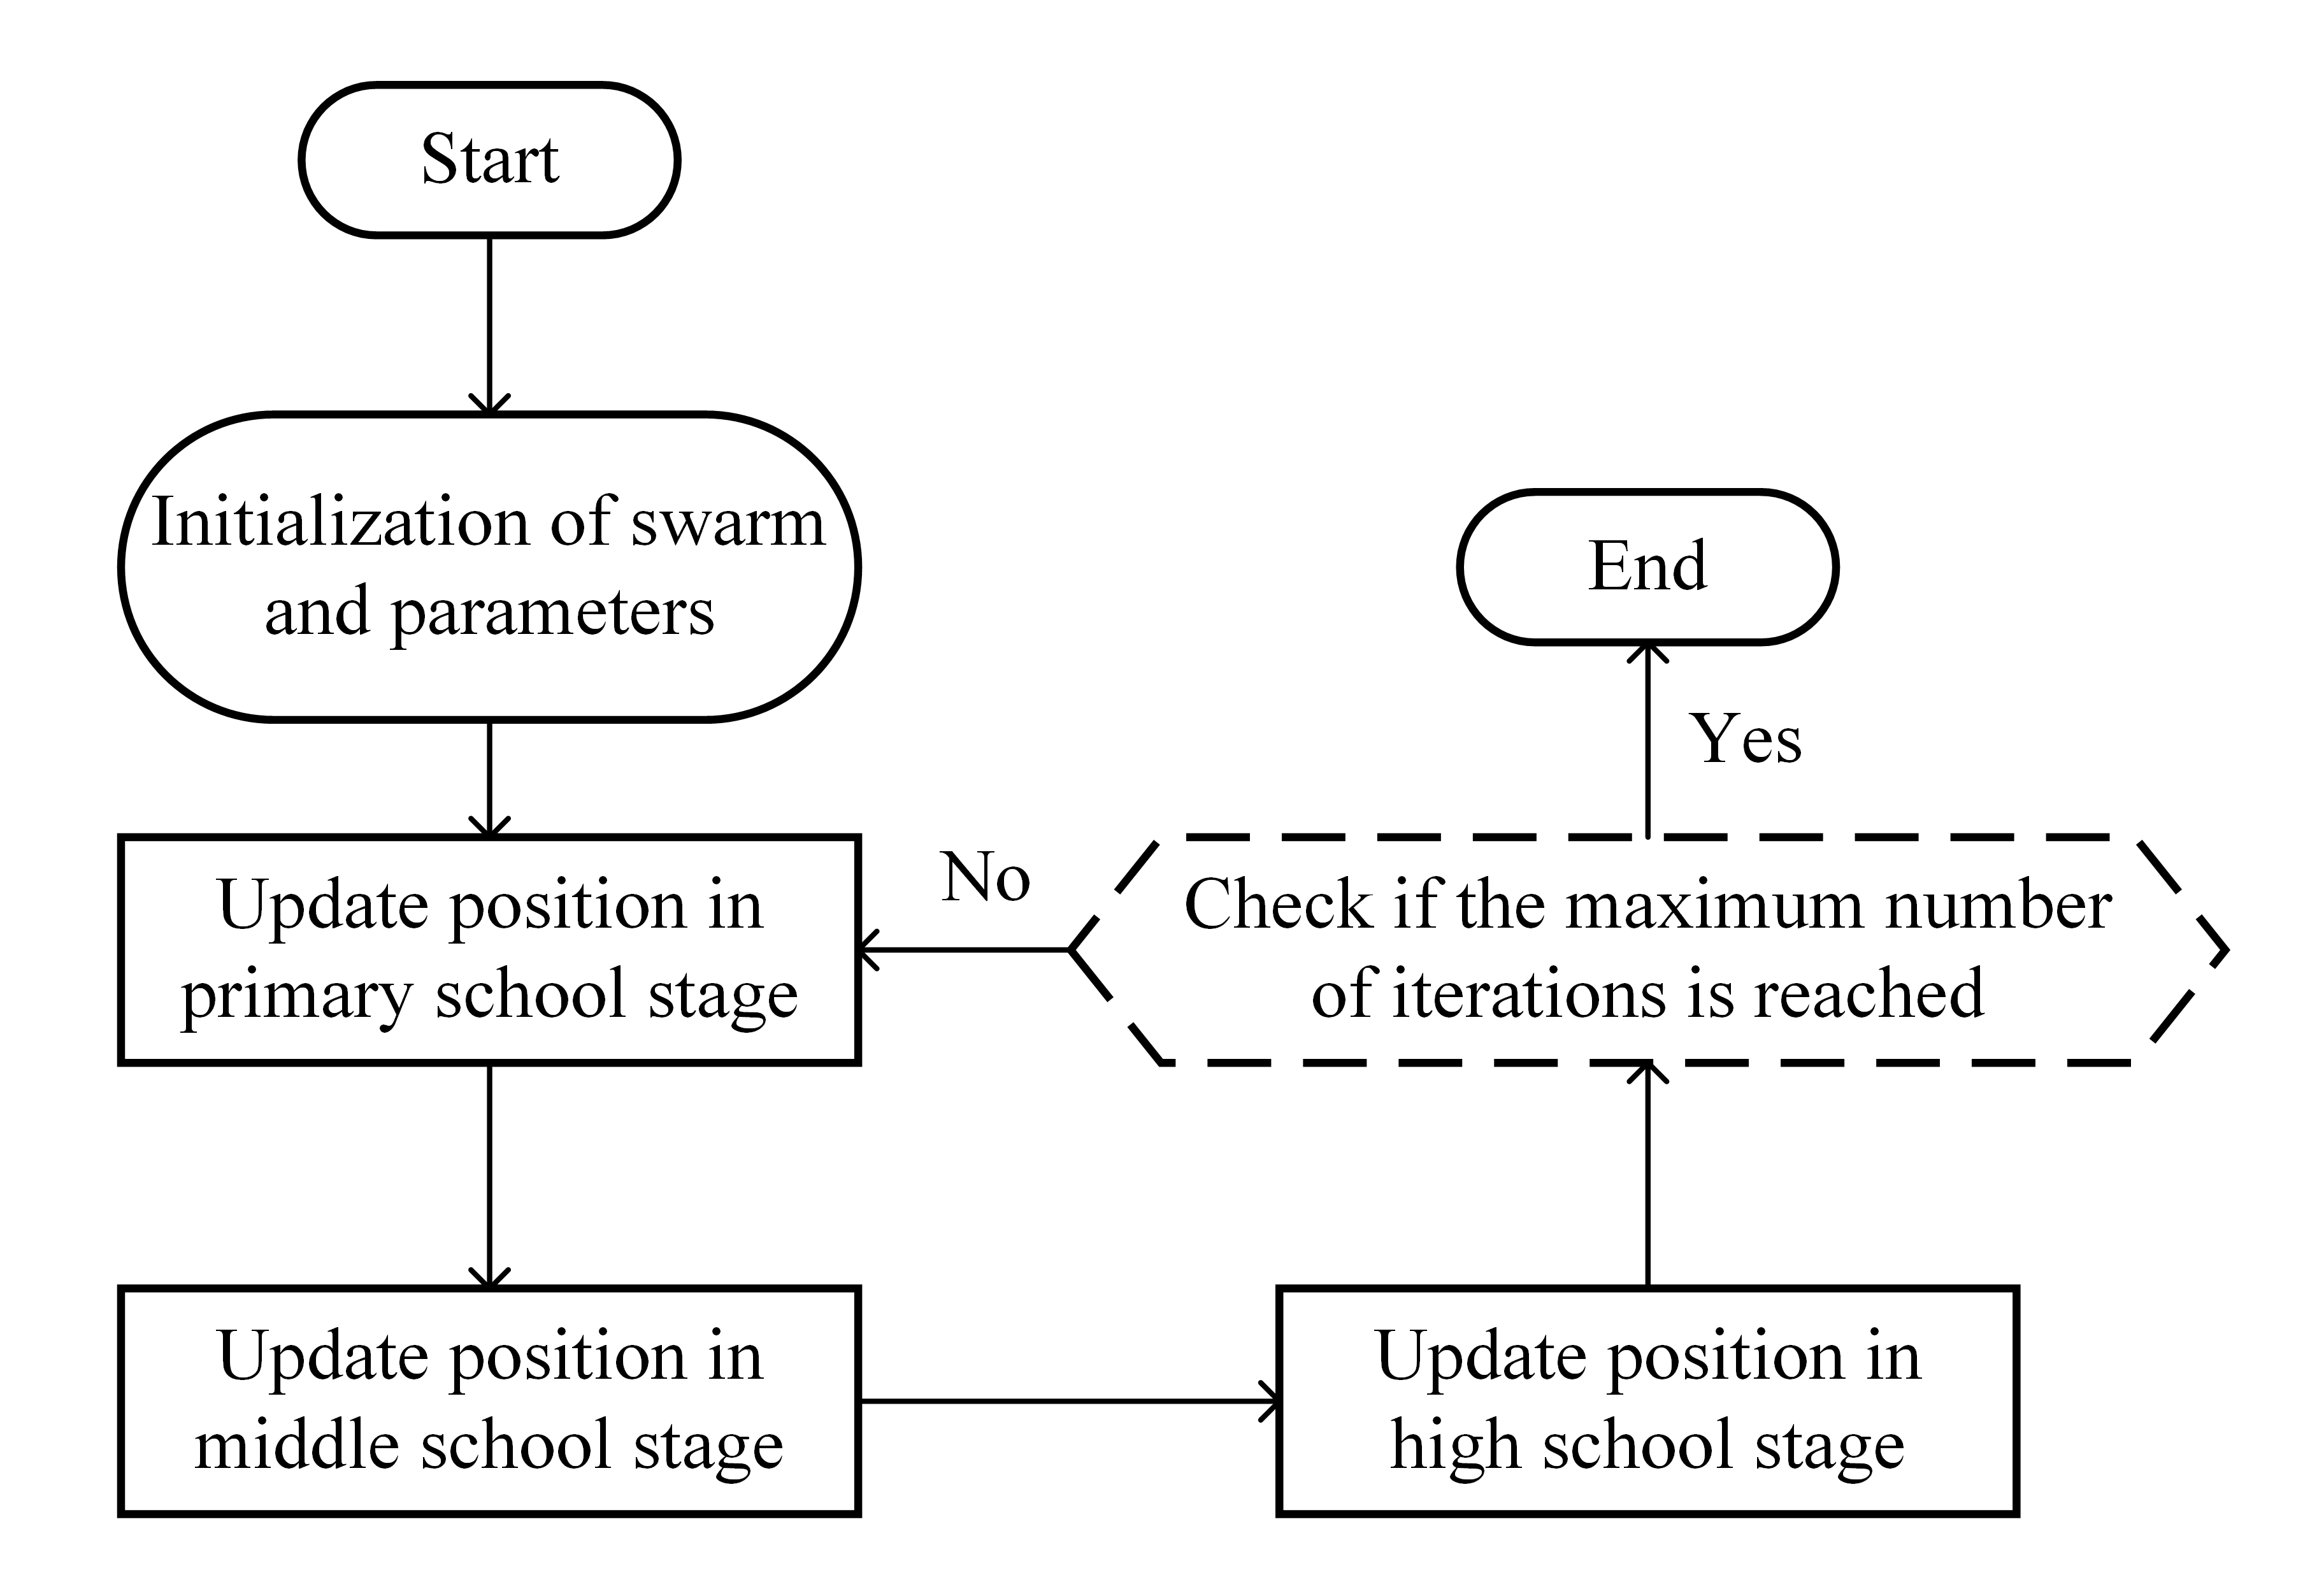 Start
Initialization of swarm
and parameters
Update position in
primary school stage
Update position in
middle school stage
Update position in
high school stage
Check if the maximum number
of iterations is reached
No
Yes
End